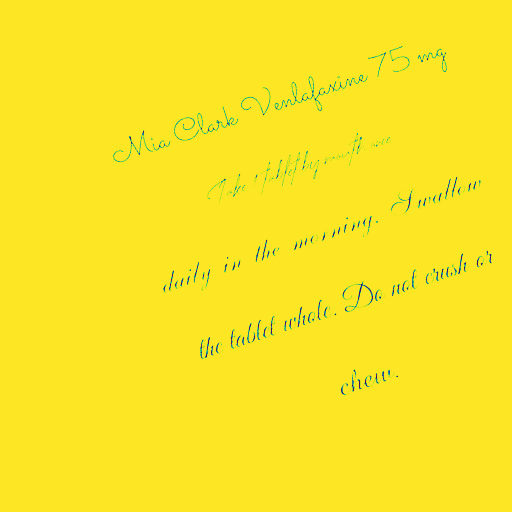 Mia Clark Venlafaxine 75 mg
Take 1 tablet by mouth once
daily in the morning. Swallow
the tablet whole. Do not crush or
chew.